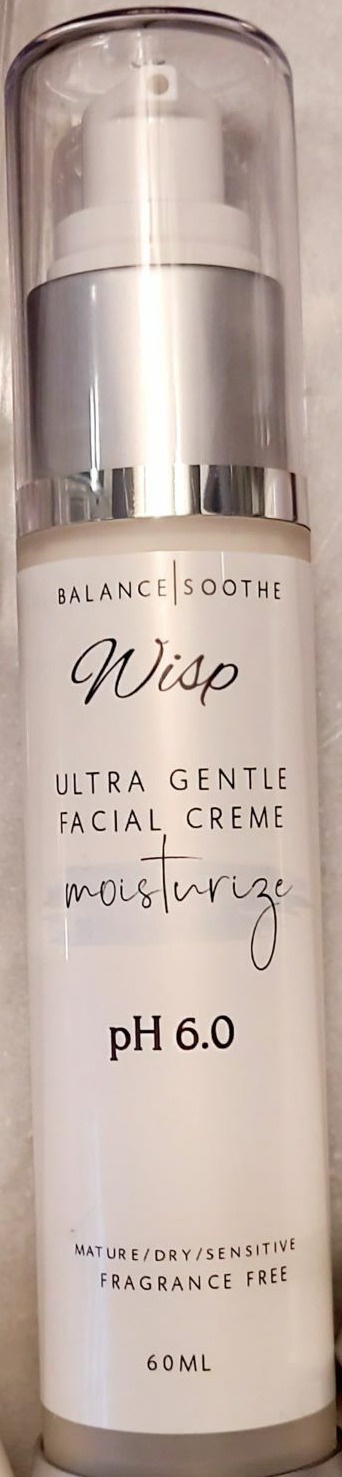 BALANCE|SOOTHE
Wisp
ULTRA GENTLE
FACIAL CREME
moisturize
pH 6.0
MATURE/DRY/SENSITIVE
FRAGRANCE FREE
60ML